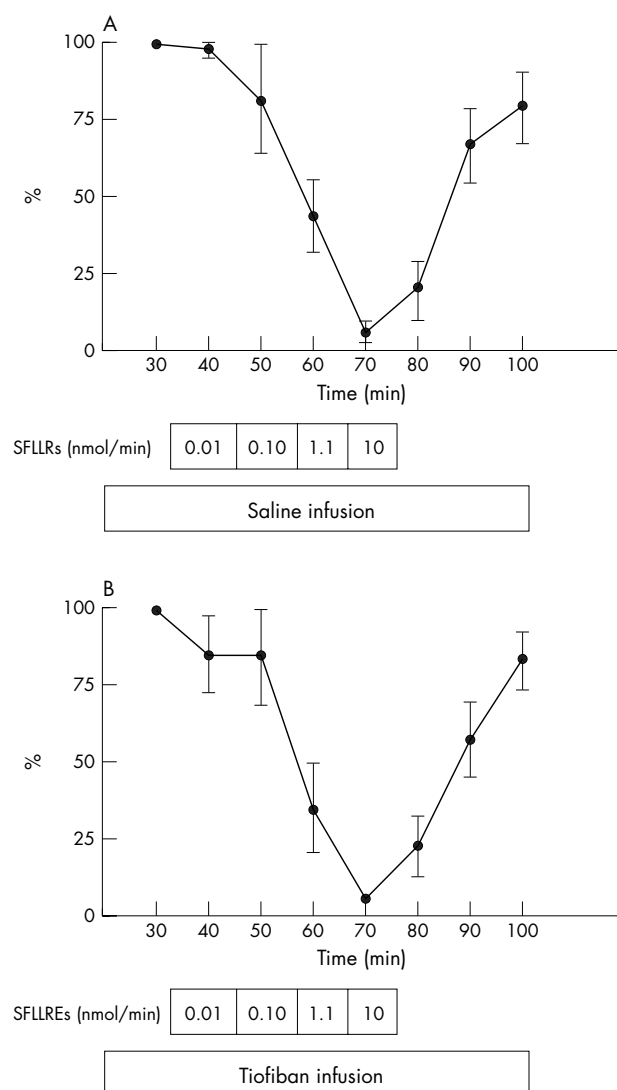 A
100
75
50
25
0
%
30 40 50 60 70 80 90 100
Time (min)
SFLLRs (nmol/min) 0.01 0.10 1.1 10
Saline infusion
B
100
75
50
25
0
%
30 40 50 60 70 80 90 100
Time (min)
SFLLREs (nmol/min) 0.01 0.10 1.1 10
Tiofiban infusion